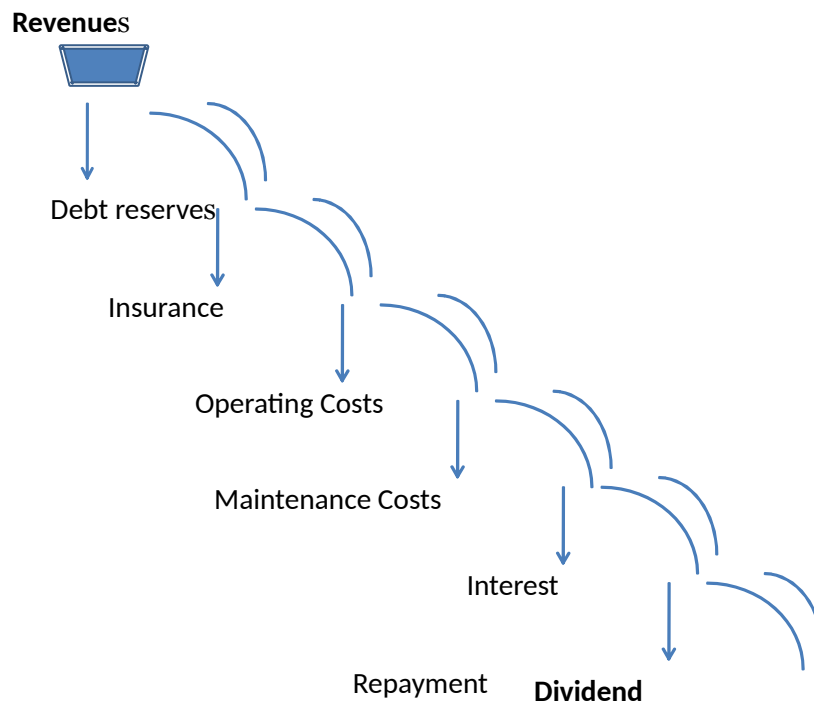 Revenues
Debt reserves
Insurance
Operating Costs
Maintenance Costs
Interest
Repayment
Dividend